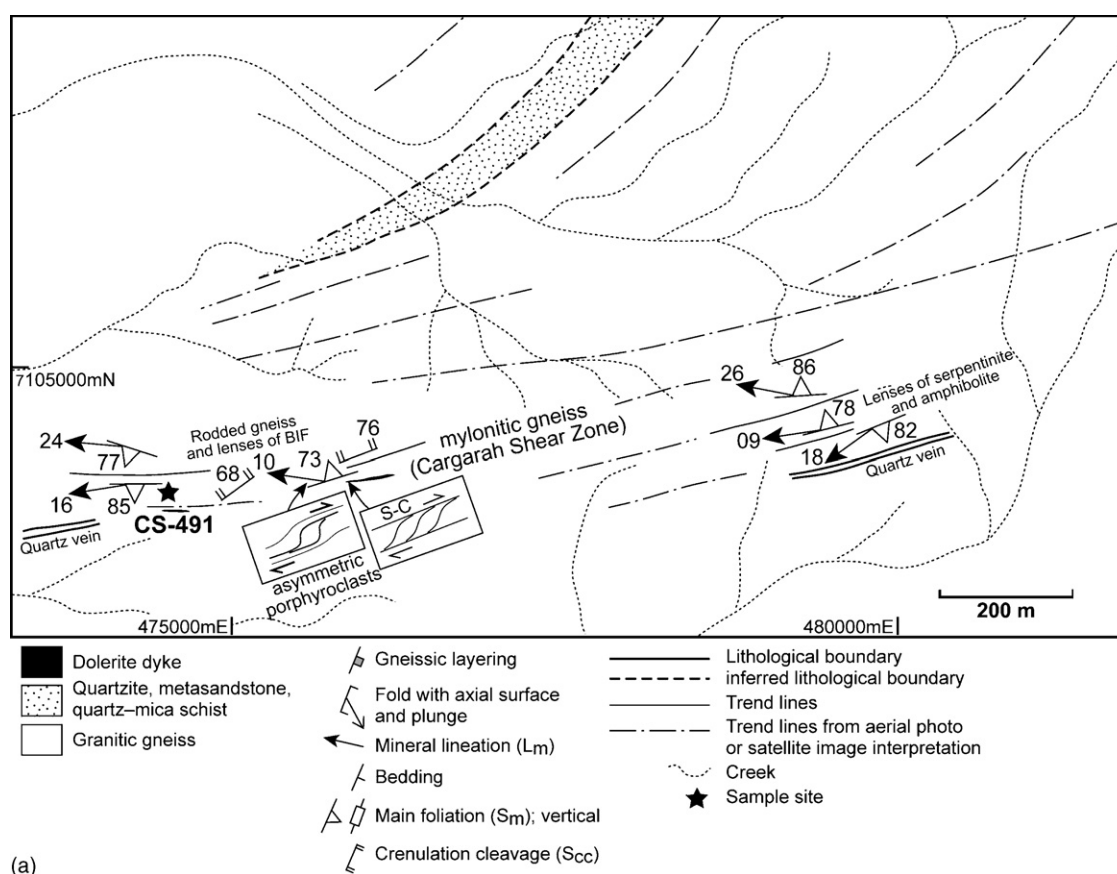 7105000mN
26
86
Lenses of serpentinite
and amphibolite
78
09
82
18
Quartz vein
76
mylonitic gneiss
(Cargarah Shear Zone)
24
77
Rodded gneiss
and lenses of BIF
68
10
73
16
85
CS-491
Quartz vein
S-C
asymmetric
porphyroclasts
200 m
475000mE
480000mE
Dolerite dyke
Quartzite, metasandstone,
quartz–mica schist
Granitic gneiss
Gneissic layering
Fold with axial surface
and plunge
Mineral lineation (Lm)
Bedding
Main foliation (Sm); vertical
Crenulation cleavage (Scc)
Lithological boundary
inferred lithological boundary
Trend lines
Trend lines from aerial photo
or satellite image interpretation
Creek
Sample site
(a)